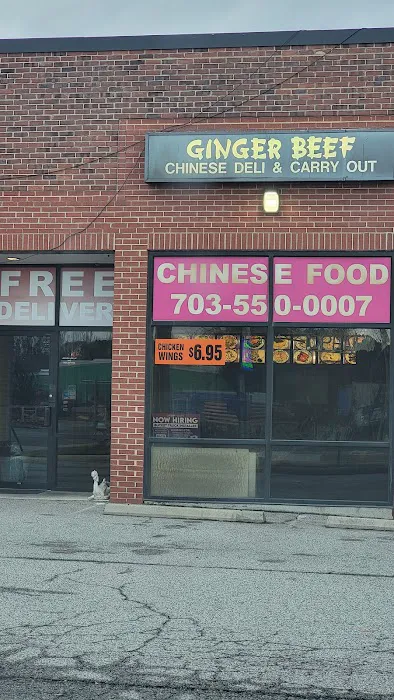 GINGER BEEF
CHINESE DELI & CARRY OUT
FREE
DELIVER
CHINESE FOOD
703-550-0007
CHICKEN
WINGS $6.95
NOW HIRING